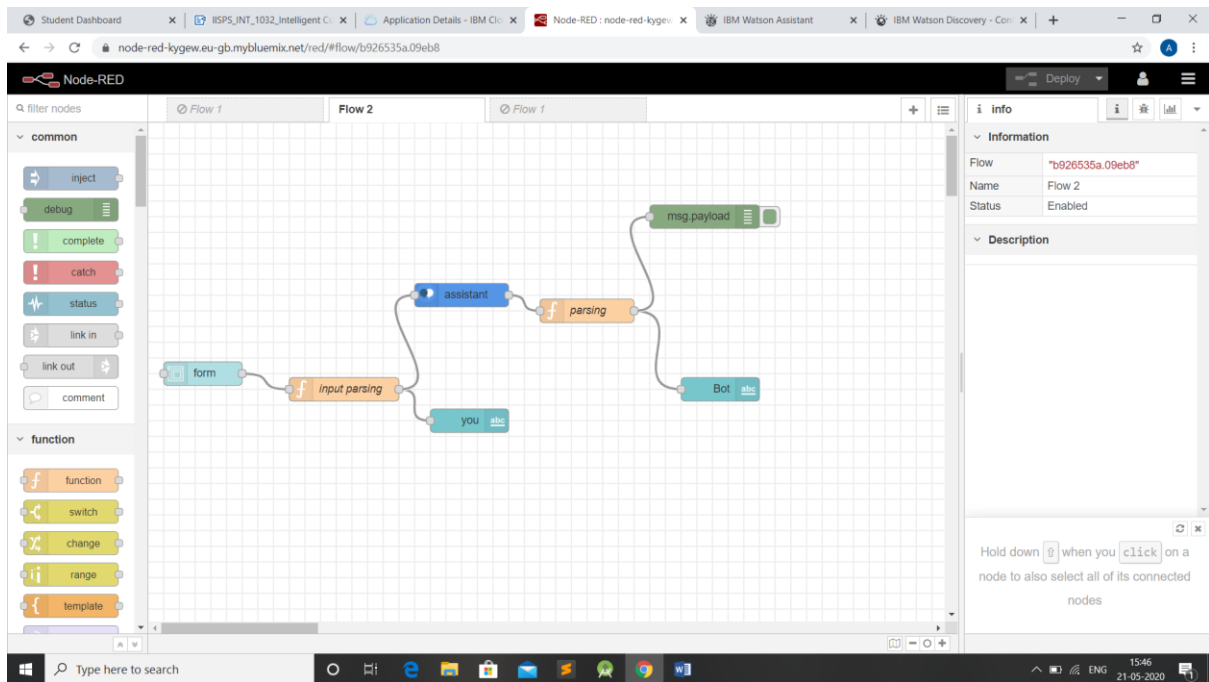 Student Dashboard
IISPS_INT_1032_Intelligent Cu
Application Details - IBM Clo
Node-RED : node-red-kygew
IBM Watson Assistant
IBM Watson Discovery - Con
node-red-kygew.eu-gb.mybluemix.net/red/#flow/b926535a.09eb8
A
Node-RED
Deploy
filter nodes
Flow 1
Flow 2
Flow 1
i info
i
common
Information
Flow "b926535a.09eb8"
Name Flow 2
Status Enabled
Description
inject
debug
complete
catch
status
link in
link out
comment
function
function
switch
change
range
template
form
input parsing
assistant
you abc
parsing
msg.payload
Bot abc
Hold down ⇧ when you click on a
node to also select all of its connected
nodes
Type here to search
ENG
15:46
21-05-2020